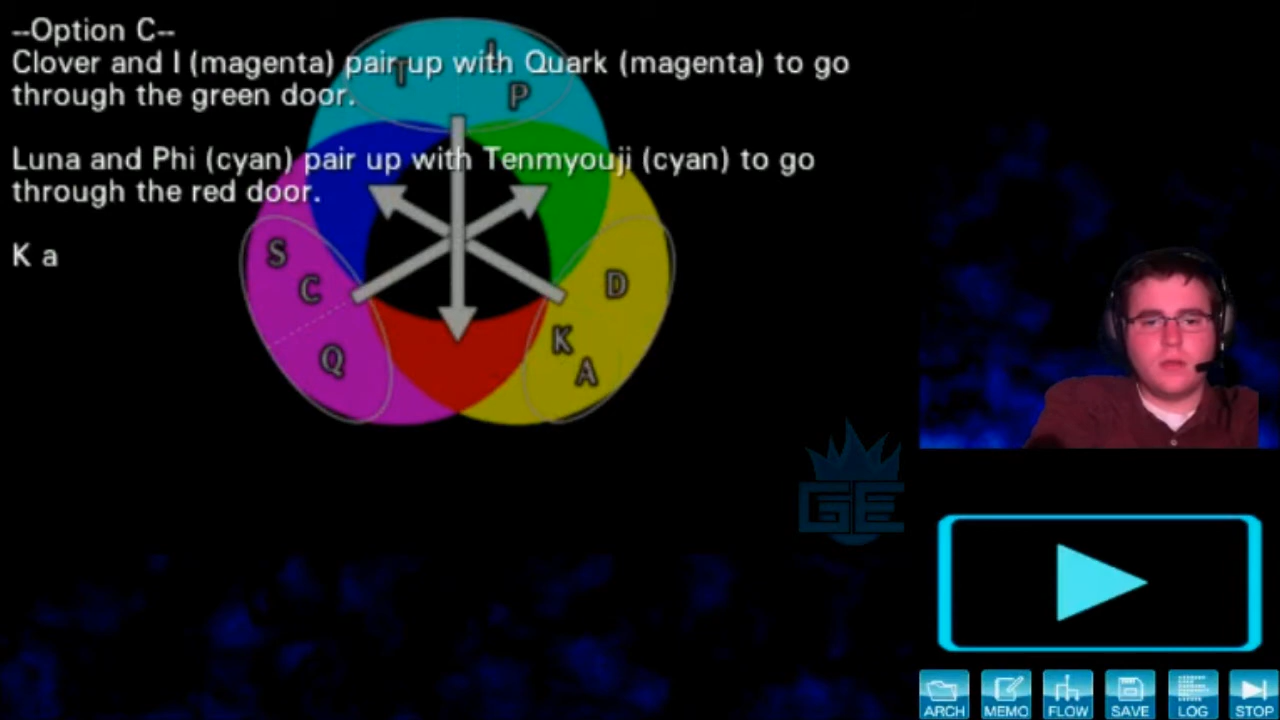 --Option C--
Clover and I (magenta) pair up with Quark (magenta) to go
through the green door.
Luna and Phi (cyan) pair up with Tenmyouji (cyan) to go
through the red door.
K a
T
L
P
S
C
Q
D
K
A
GE
ARCH MEMO FLOW SAVE LOG STOP